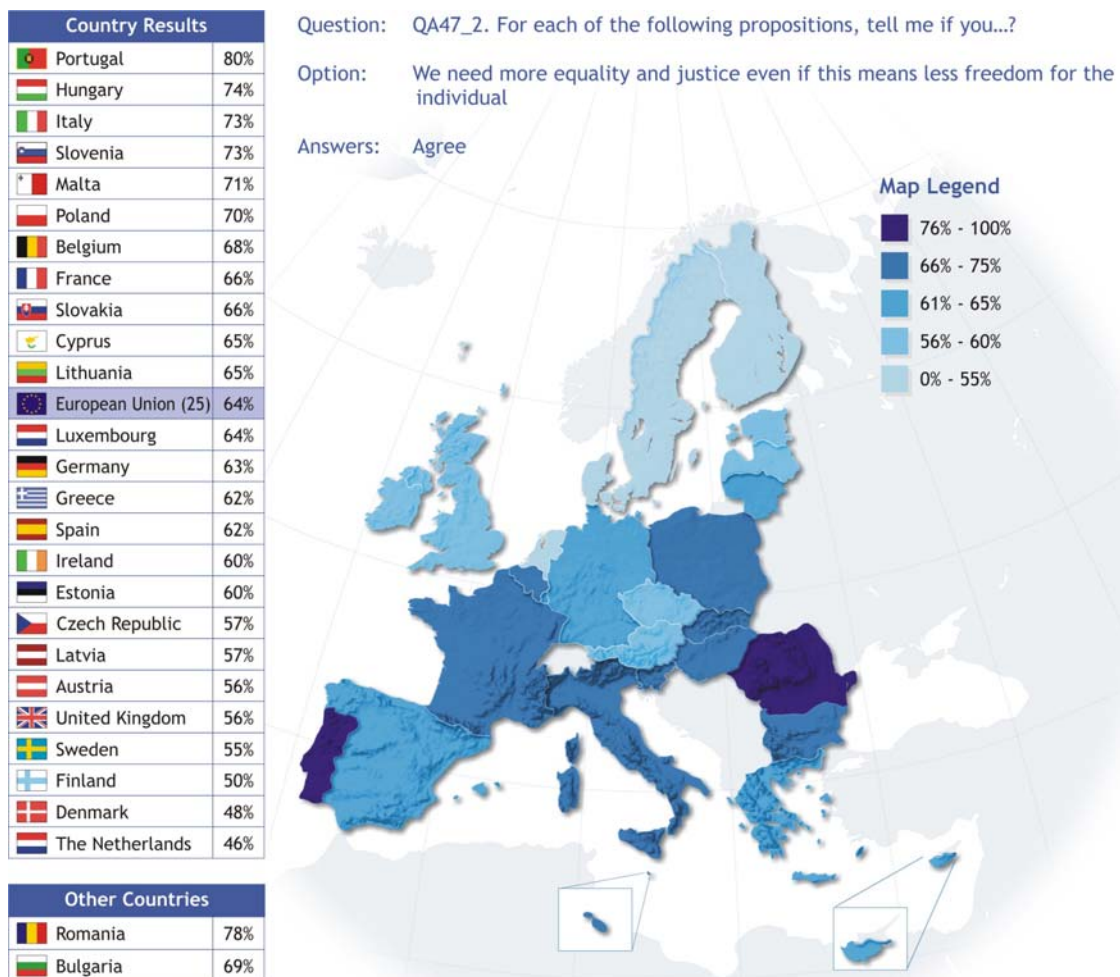 Country Results
Portugal 80%
Hungary 74%
Italy 73%
Slovenia 73%
Malta 71%
Poland 70%
Belgium 68%
France 66%
Slovakia 66%
Cyprus 65%
Lithuania 65%
European Union (25) 64%
Luxembourg 64%
Germany 63%
Greece 62%
Spain 62%
Ireland 60%
Estonia 60%
Czech Republic 57%
Latvia 57%
Austria 56%
United Kingdom 56%
Sweden 55%
Finland 50%
Denmark 48%
The Netherlands 46%
Other Countries
Romania 78%
Bulgaria 69%
Question: QA47_2. For each of the following propositions, tell me if you...?
Option: We need more equality and justice even if this means less freedom for the
individual
Answers: Agree
Map Legend
76% - 100%
66% - 75%
61% - 65%
56% - 60%
0% - 55%